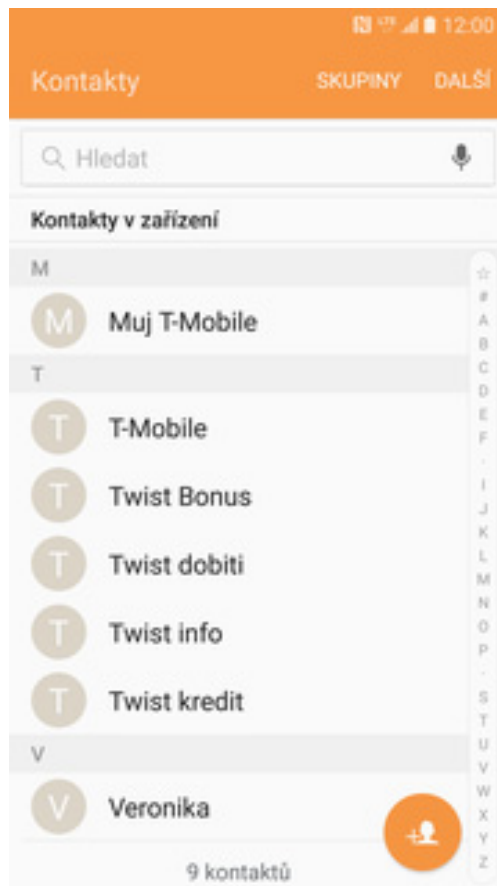 LTE 12:00
Kontakty SKUPINY DALŠÍ
Hledat
Kontakty v zařízení
M
M Muj T-Mobile
T
T T-Mobile
T Twist Bonus
T Twist dobiti
T Twist info
T Twist kredit
V
V Veronika
9 kontaktů
#
A
B
C
D
E
F
·
I
J
K
L
M
N
O
P
·
S
T
U
V
W
X
Y
Z